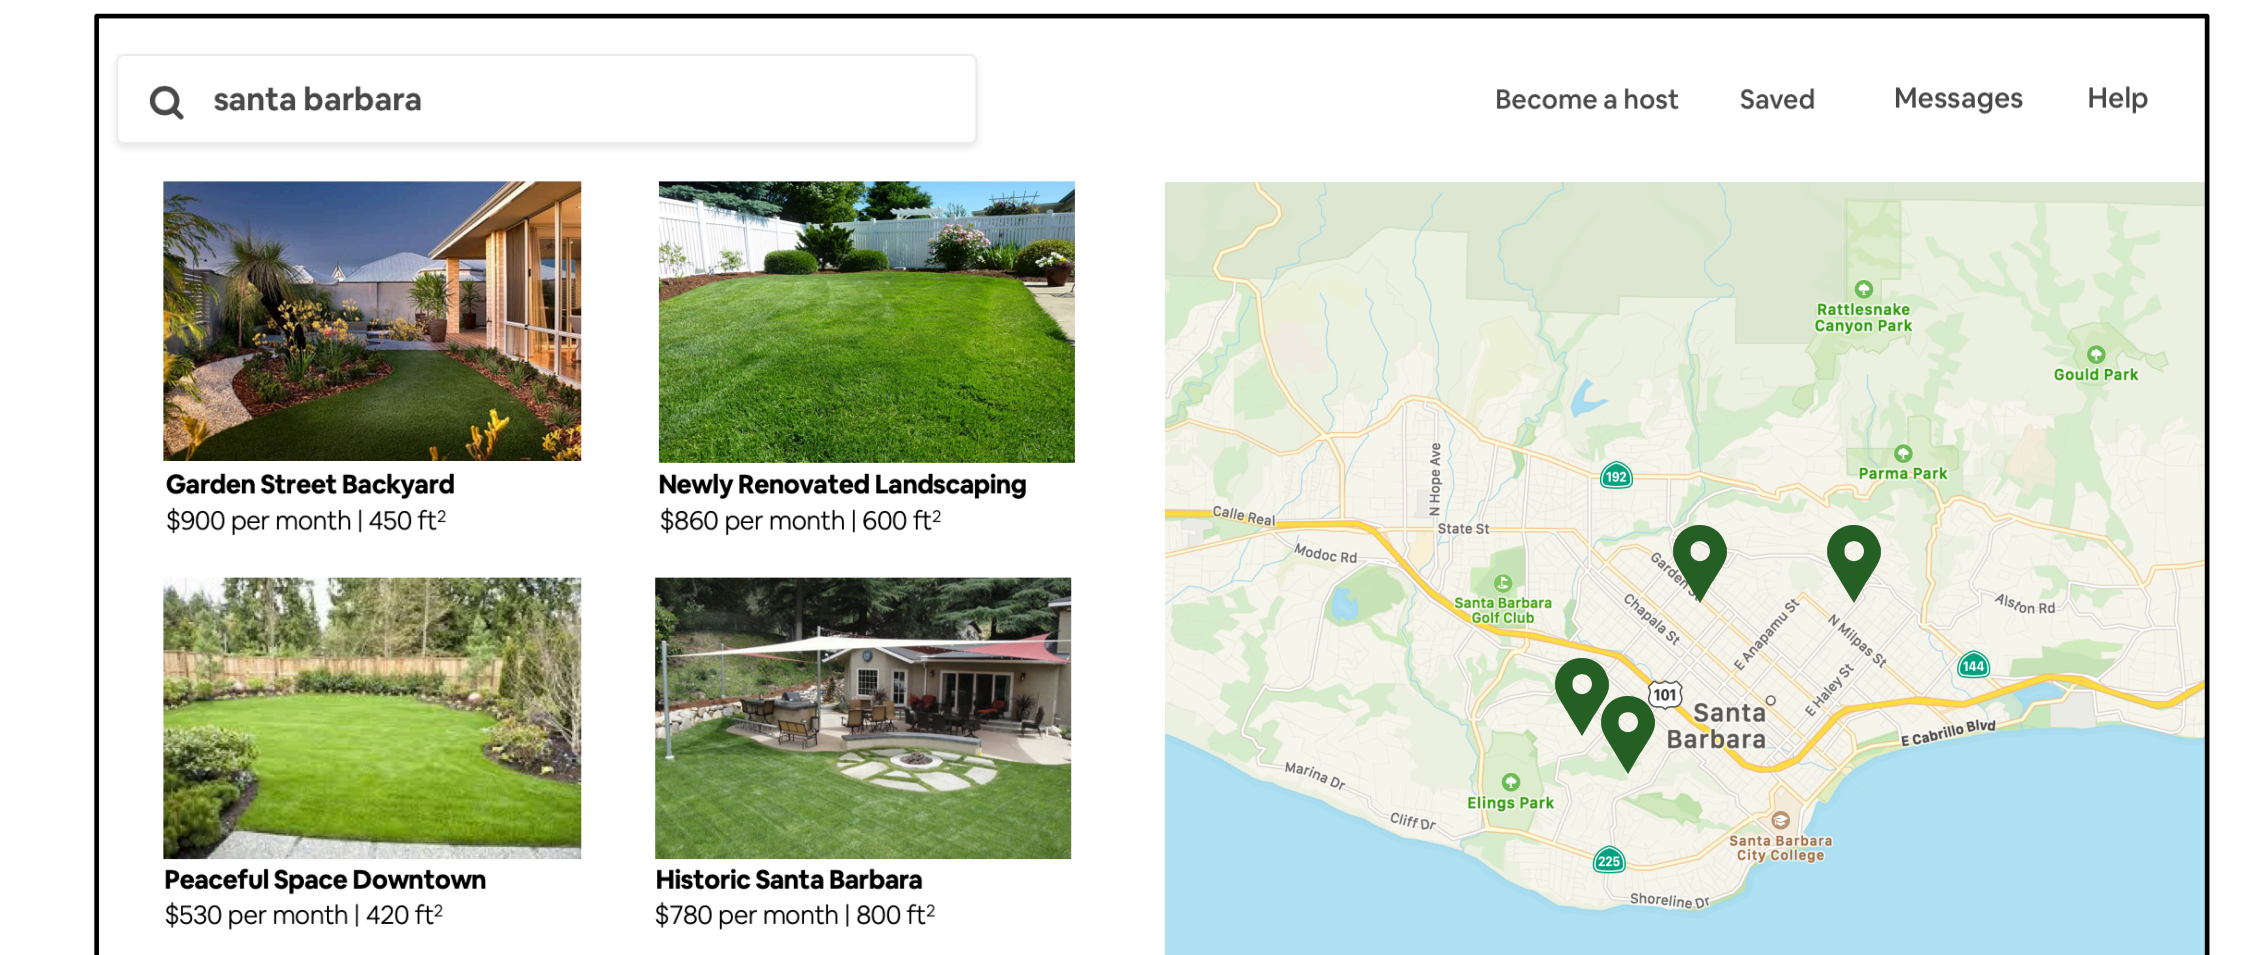 santa barbara
Become a host
Saved
Messages
Help
Garden Street Backyard
$900 per month | 450 ft²
Newly Renovated Landscaping
$860 per month | 600 ft²
Peaceful Space Downtown
$530 per month | 420 ft²
Historic Santa Barbara
$780 per month | 800 ft²
Rattlesnake
Canyon Park
Gould Park
Parma Park
192
N Hope Ave
Calle Real
State St
Modoc Rd
Garden St
Santa Barbara
Golf Club
Chapala St
E Anapamu St
N Milpas St
Alston Rd
144
101
E Haley St
Santa
Barbara
E Cabrillo Blvd
Marina Dr
Elings Park
Cliff Dr
Santa Barbara
City College
225
Shoreline Dr